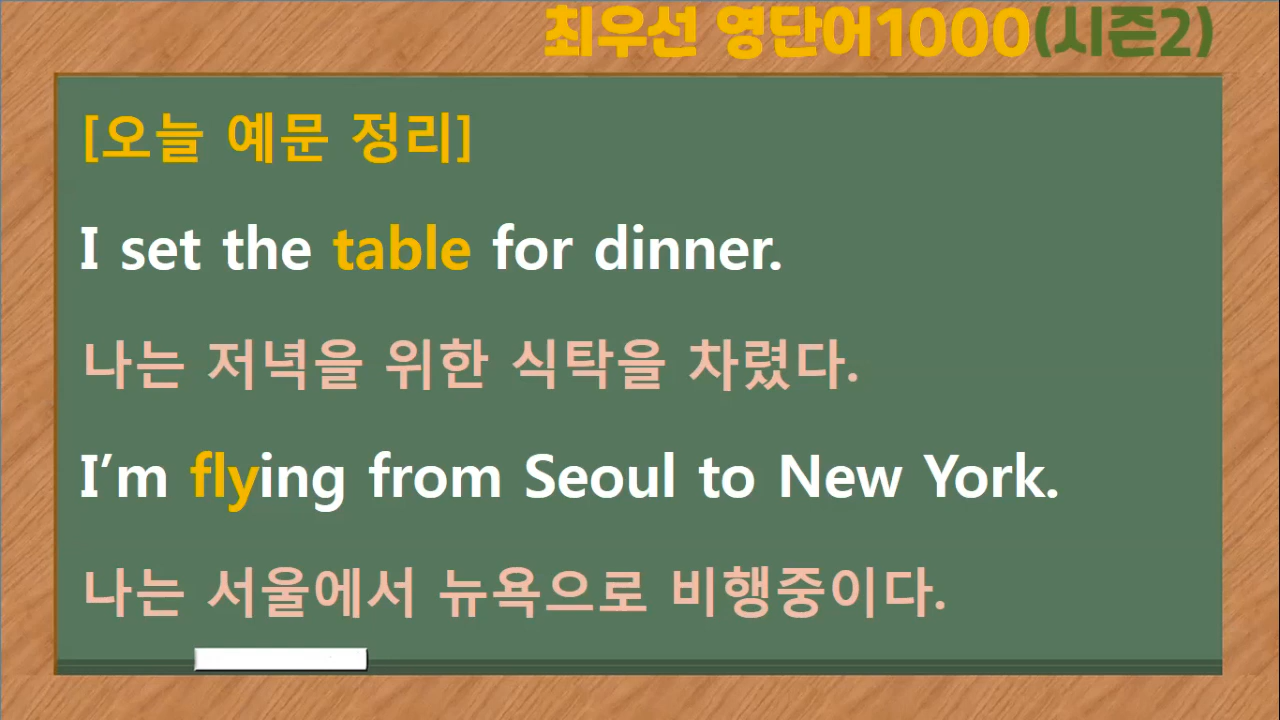 최우선 영단어1000(시즌2)
[오늘 예문 정리]
I set the table for dinner.
나는 저녁을 위한 식탁을 차렸다.
I’m flying from Seoul to New York.
나는 서울에서 뉴욕으로 비행중이다.